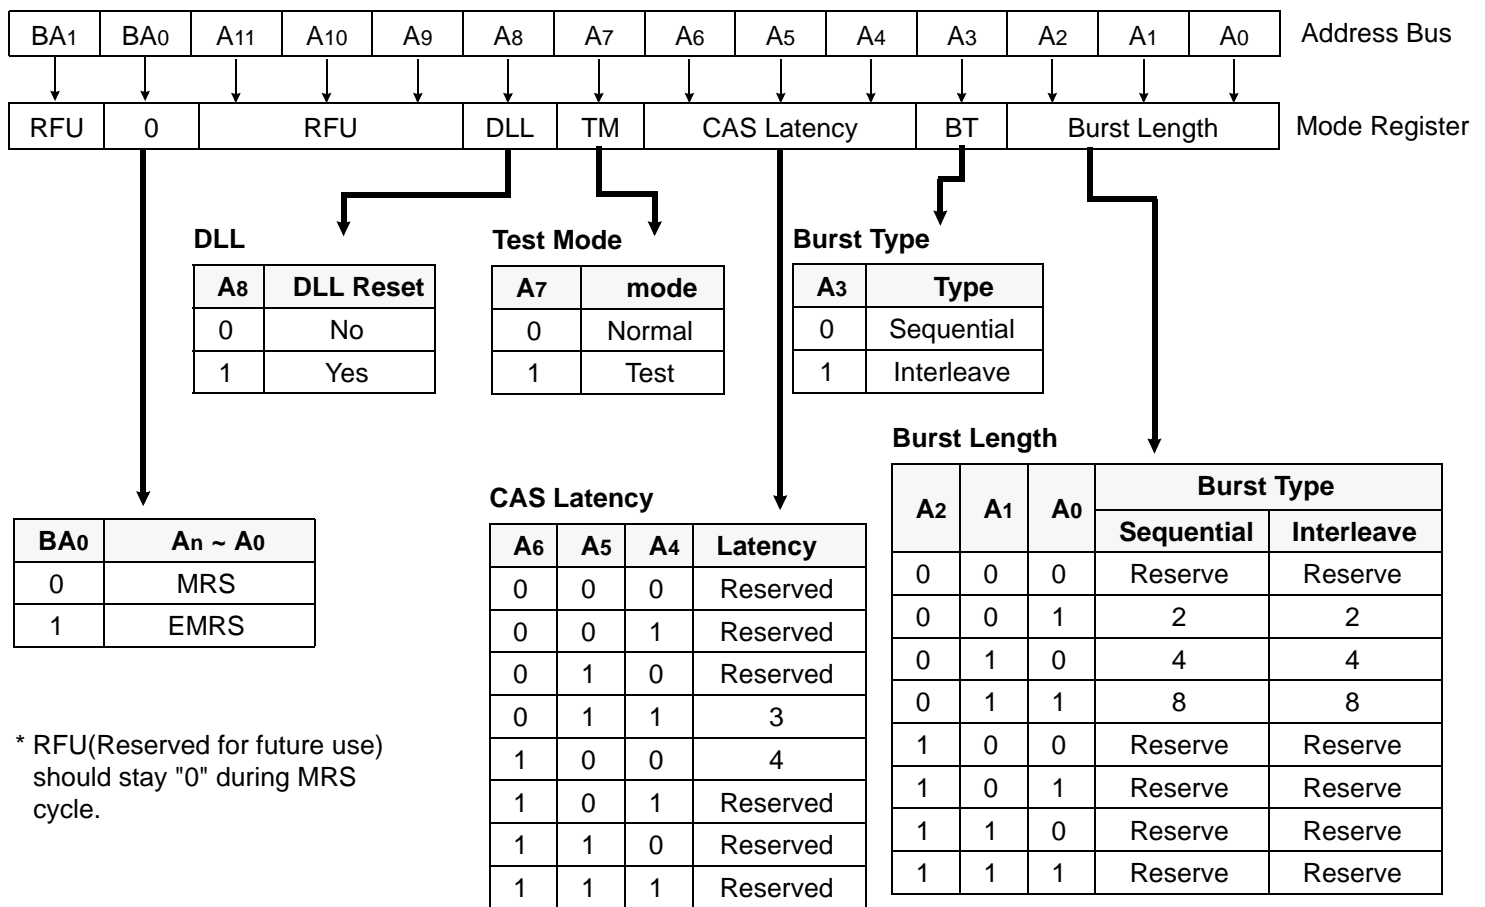 BA1 BA0 A11 A10 A9 A8 A7 A6 A5 A4 A3 A2 A1 A0 Address Bus
RFU 0 RFU DLL TM CAS Latency BT Burst Length Mode Register
DLL
A8 DLL Reset
0 No
1 Yes
Test Mode
A7 mode
0 Normal
1 Test
Burst Type
A3 Type
0 Sequential
1 Interleave
BA0 An ~ A0
0 MRS
1 EMRS
* RFU(Reserved for future use)
should stay "0" during MRS
cycle.
CAS Latency
A6 A5 A4 Latency
0 0 0 Reserved
0 0 1 Reserved
0 1 0 Reserved
0 1 1 3
1 0 0 4
1 0 1 Reserved
1 1 0 Reserved
1 1 1 Reserved
Burst Length
A2 A1 A0 Burst Type
Sequential Interleave
0 0 0 Reserve Reserve
0 0 1 2 2
0 1 0 4 4
0 1 1 8 8
1 0 0 Reserve Reserve
1 0 1 Reserve Reserve
1 1 0 Reserve Reserve
1 1 1 Reserve Reserve